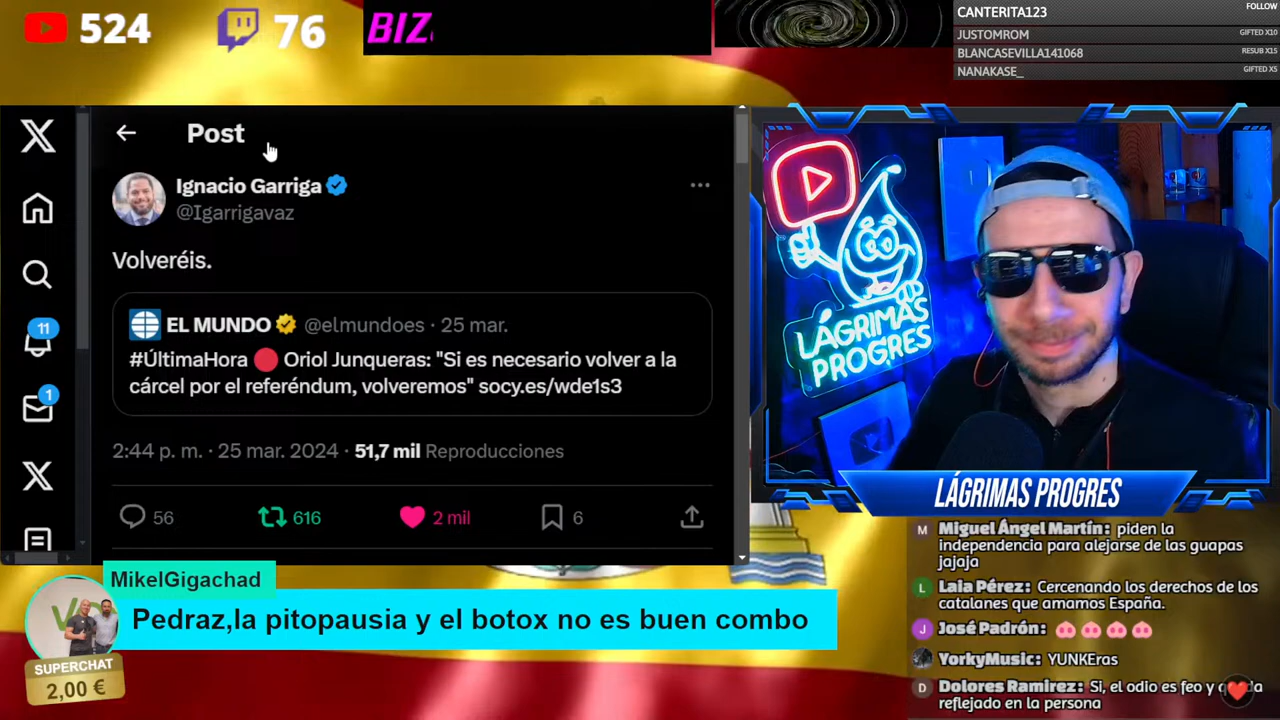 524
76
BIZ
CANTERITA123
FOLLOW
JUSTOMROM
GIFTED X10
BLANCASEVILLA141068
RESUB X15
NANAKASE_
GIFTED X5
Post
Ignacio Garriga
@Igarrigavaz
Volveréis.
EL MUNDO @elmundoes · 25 mar.
#ÚltimaHora 🔴 Oriol Junqueras: "Si es necesario volver a la
cárcel por el referéndum, volveremos" socy.es/wde1s3
2:44 p. m. · 25 mar. 2024 · 51,7 mil Reproducciones
56
616
2 mil
6
11
1
LÁGRIMAS
PROGRES
LÁGRIMAS PROGRES
M Miguel Ángel Martín: piden la
independencia para alejarse de las guapas
jajaja
L Laia Pérez: Cercenando los derechos de los
catalanes que amamos España.
J José Padrón: 🐽🐽🐽🐽
YorkyMusic: YUNKEras
D Dolores Ramirez: Si, el odio es feo y
reflejado en la persona
MikelGigachad
Pedraz,la pitopausia y el botox no es buen combo
SUPERCHAT
2,00 €